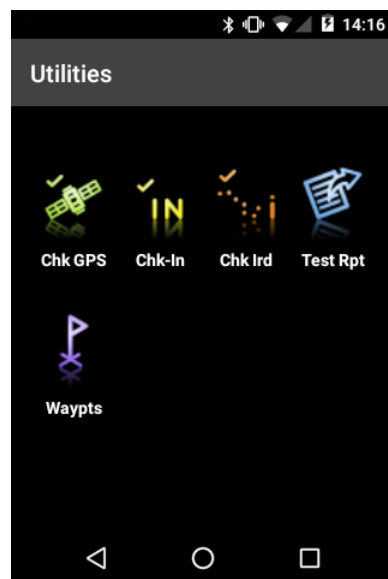 14:16
Utilities
IN
i
Chk GPS Chk-In Chk Ird Test Rpt
Waypts